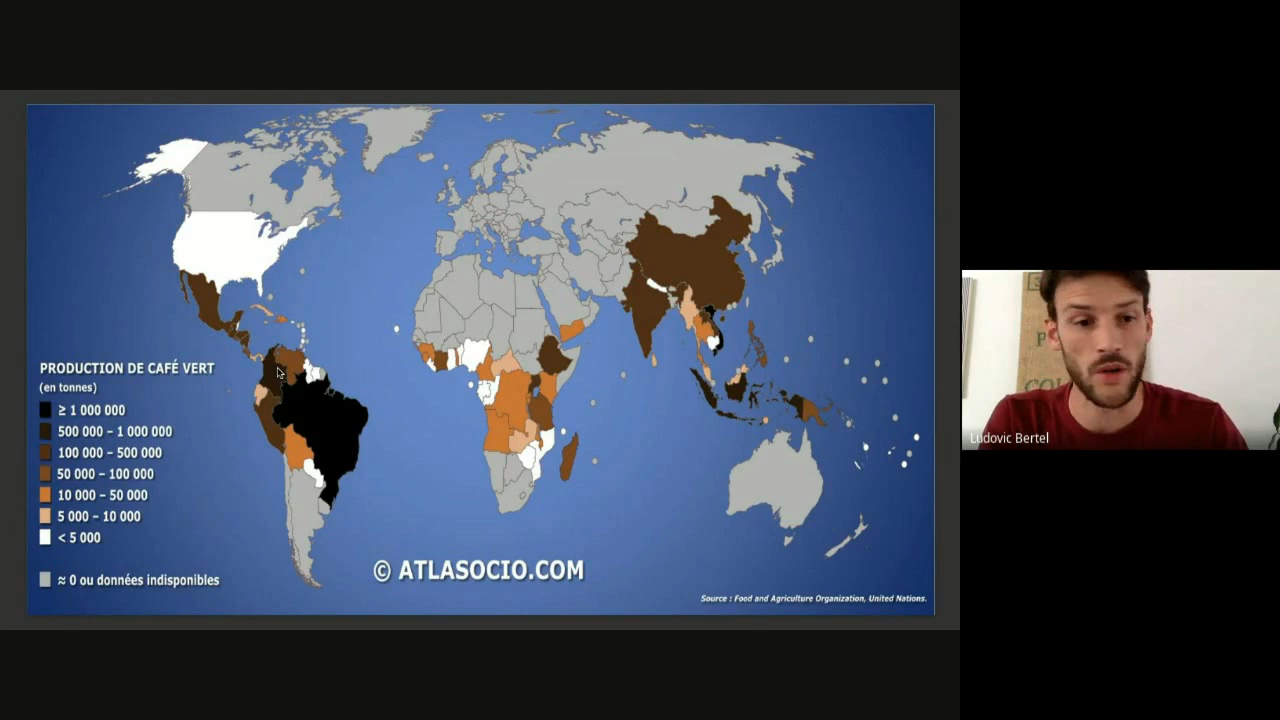 PRODUCTION DE CAFÉ VERT
(en tonnes)
≥ 1 000 000
500 000 – 1 000 000
100 000 – 500 000
50 000 – 100 000
10 000 – 50 000
5 000 – 10 000
< 5 000
≈ 0 ou données indisponibles
© ATLASOCIO.COM
Source : Food and Agriculture Organization, United Nations.
Ludovic Bertel